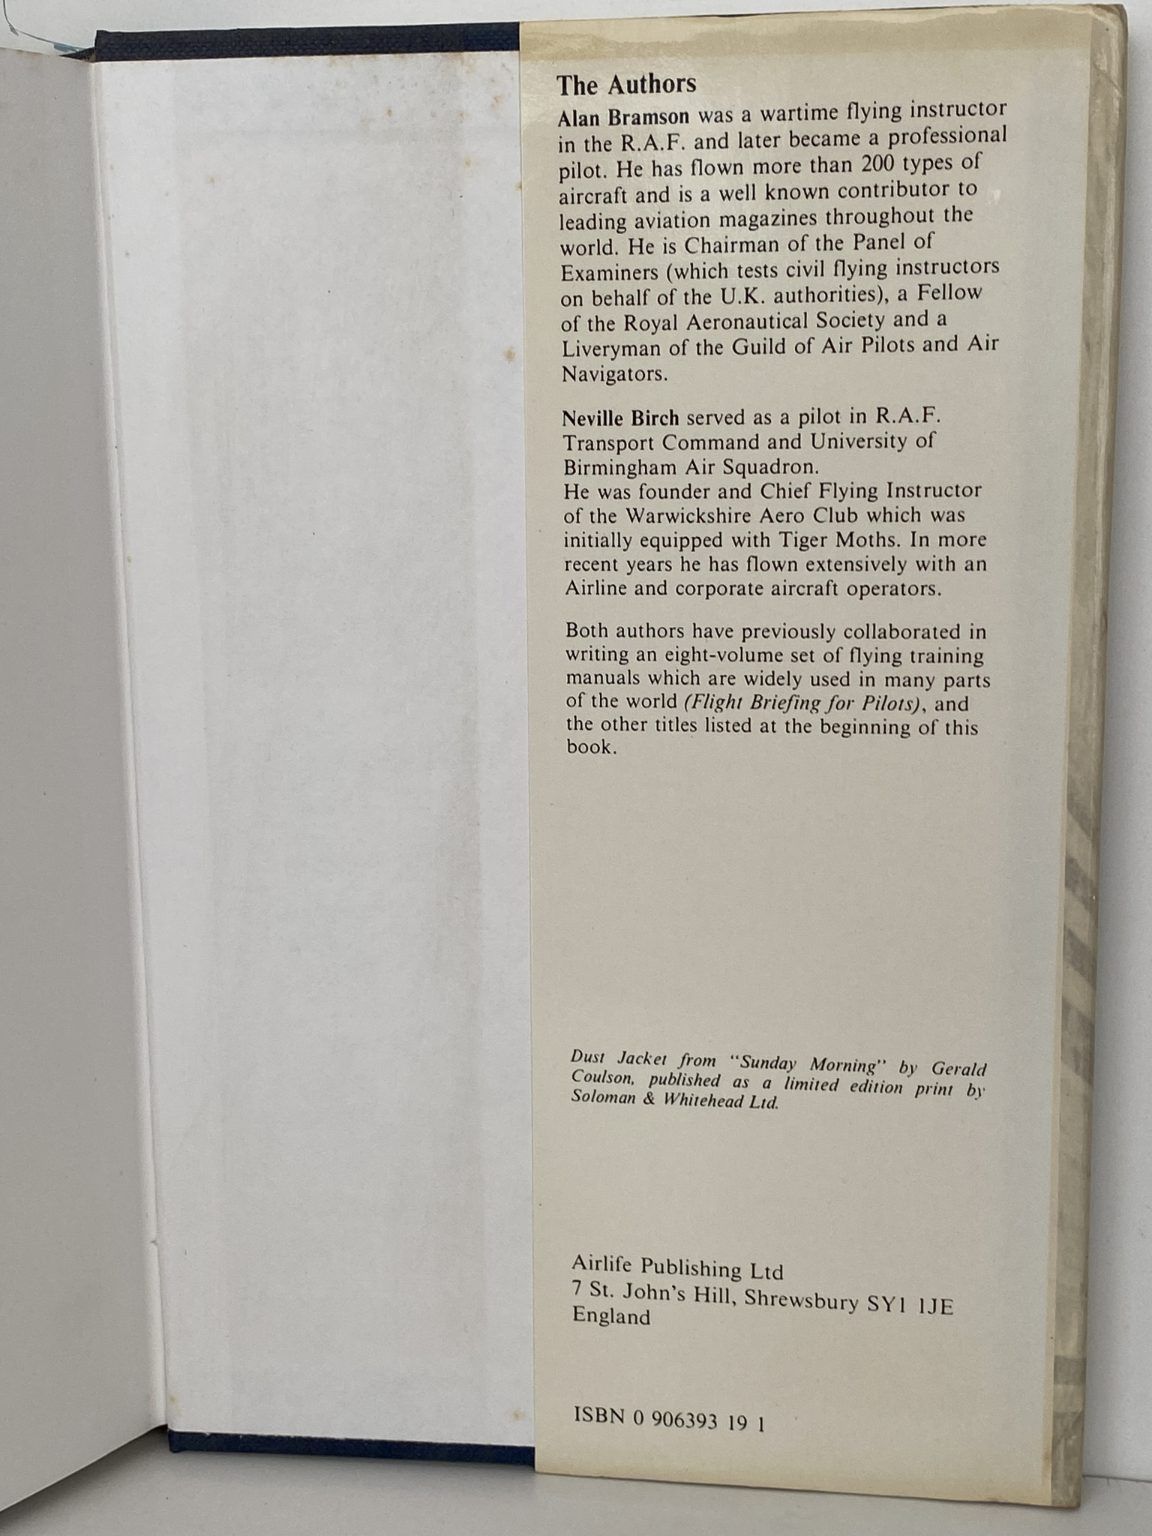 The Authors
Alan Bramson was a wartime flying instructor
in the R.A.F. and later became a professional
pilot. He has flown more than 200 types of
aircraft and is a well known contributor to
leading aviation magazines throughout the
world. He is Chairman of the Panel of
Examiners (which tests civil flying instructors
on behalf of the U.K. authorities), a Fellow
of the Royal Aeronautical Society and a
Liveryman of the Guild of Air Pilots and Air
Navigators.
Neville Birch served as a pilot in R.A.F.
Transport Command and University of
Birmingham Air Squadron.
He was founder and Chief Flying Instructor
of the Warwickshire Aero Club which was
initially equipped with Tiger Moths. In more
recent years he has flown extensively with an
Airline and corporate aircraft operators.
Both authors have previously collaborated in
writing an eight-volume set of flying training
manuals which are widely used in many parts
of the world (Flight Briefing for Pilots), and
the other titles listed at the beginning of this
book.
Dust Jacket from "Sunday Morning" by Gerald
Coulson, published as a limited edition print by
Soloman & Whitehead Ltd.
Airlife Publishing Ltd
7 St. John's Hill, Shrewsbury SY1 1JE
England
ISBN 0 906393 19 1